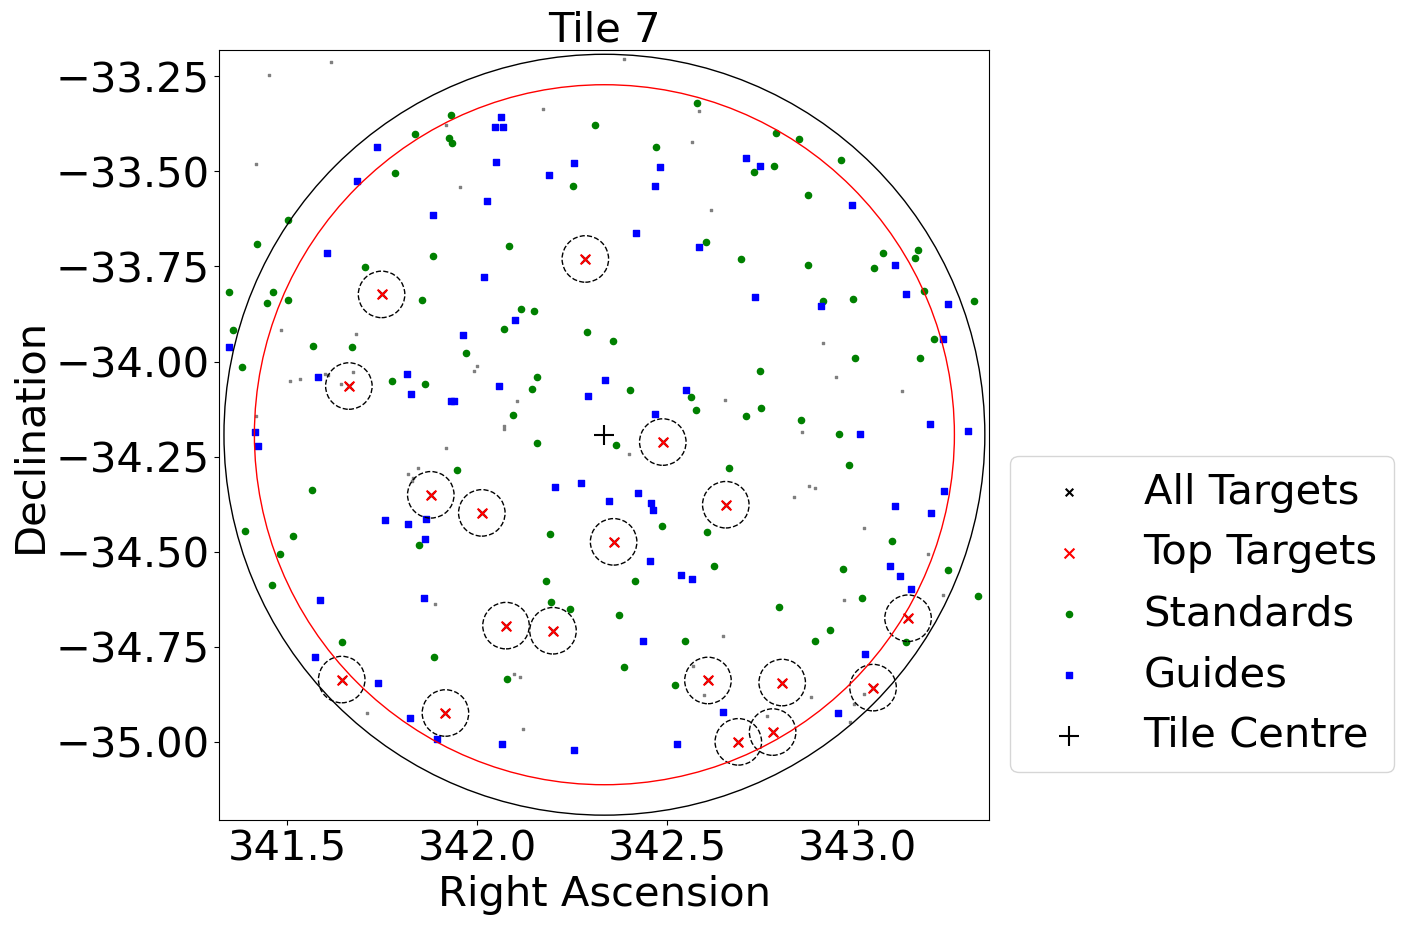 Tile 7
−33.25
−33.50
−33.75
−34.00
−34.25
−34.50
−34.75
−35.00
Declination
341.5 342.0 342.5 343.0
Right Ascension
All Targets
Top Targets
Standards
Guides
Tile Centre